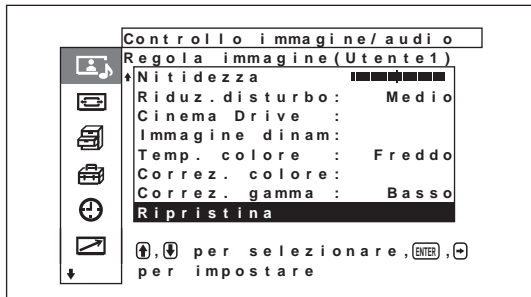 Controllo immagine/audio
Regola immagine(Utente1)
Nitidezza
Riduz.disturbo: Medio
Cinema Drive :
Immagine dinam:
Temp. colore : Freddo
Correz. colore:
Correz. gamma : Basso
Ripristina
, per selezionare, ENTER ,
per impostare